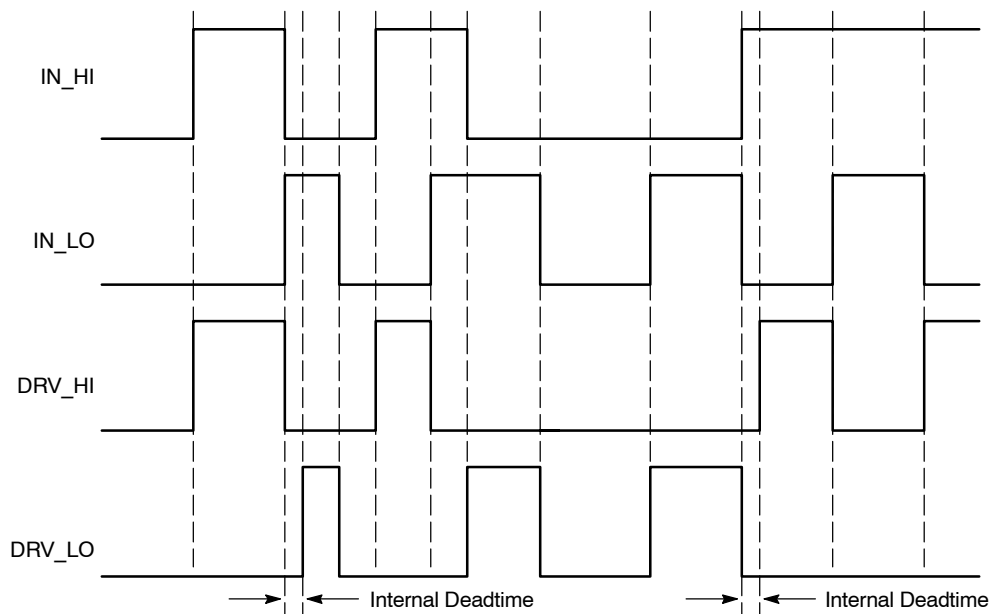 IN_HI
IN_LO
DRV_HI
DRV_LO
Internal Deadtime
Internal Deadtime